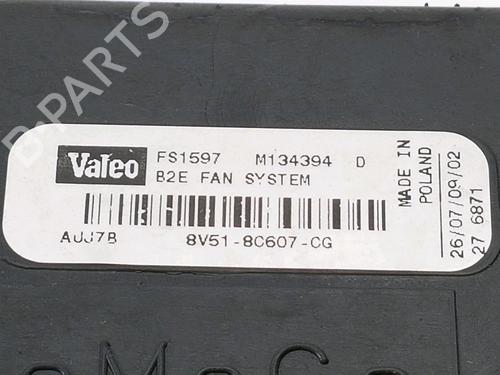 Valeo FS1597 M134394 D
B2E FAN SYSTEM
AUJ7B 8V51-8C607-CG
MADE IN
POLAND
26/07/09/02
27 6871
BPARTS